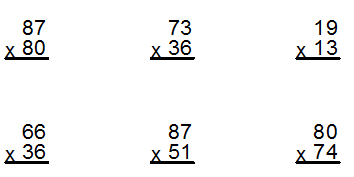 87 73 19
x 80 x 36 x 13
66 87 80
x 36 x 51 x 74